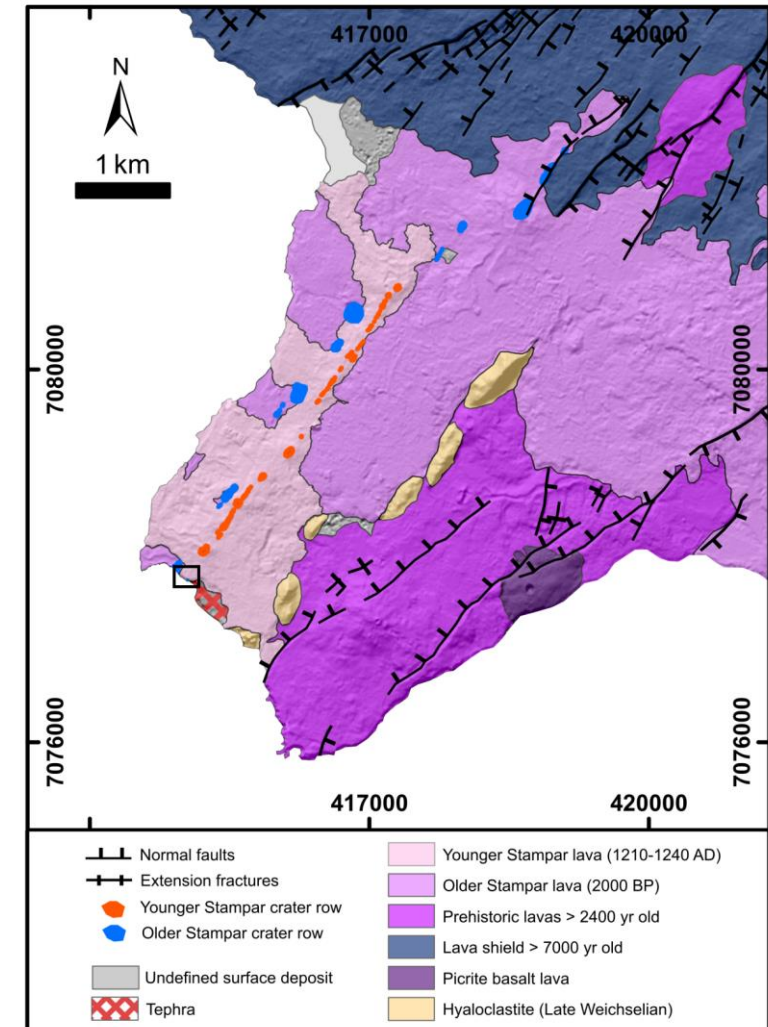 417000 420000
N
1 km
7080000 7080000
7076000 7076000
417000 420000
Normal faults
Extension fractures
Younger Stampar crater row
Older Stampar crater row
Undefined surface deposit
Tephra
Younger Stampar lava (1210-1240 AD)
Older Stampar lava (2000 BP)
Prehistoric lavas > 2400 yr old
Lava shield > 7000 yr old
Picrite basalt lava
Hyaloclastite (Late Weichselian)